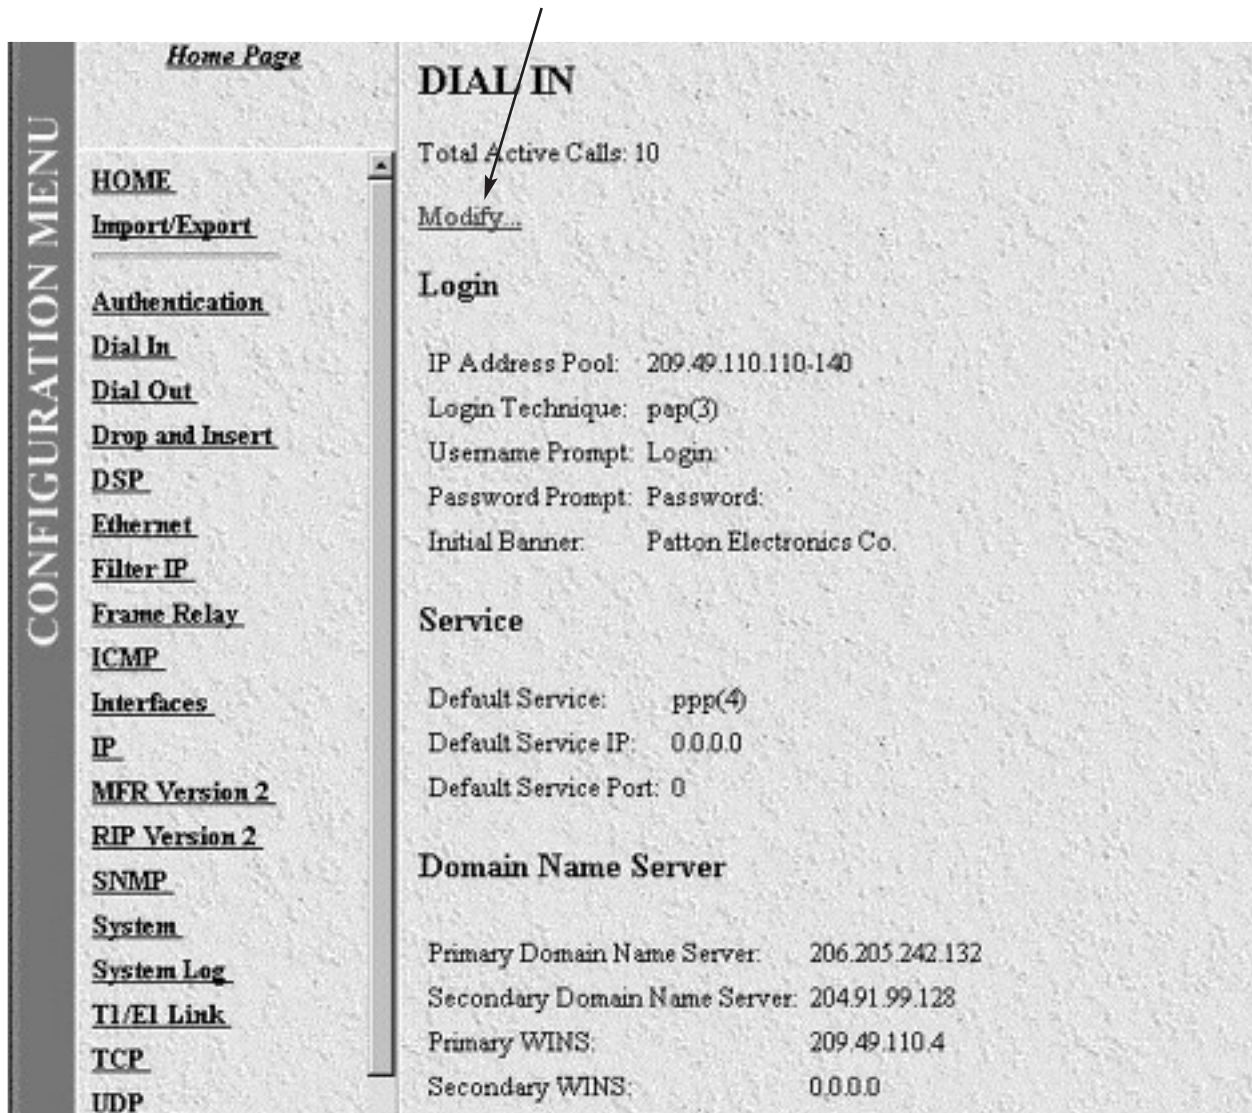 CONFIGURATION MENU
Home Page
HOME
Import/Export
Authentication
Dial In
Dial Out
Drop and Insert
DSP
Ethernet
Filter IP
Frame Relay
ICMP
Interfaces
IP
MFR Version 2
RIP Version 2
SNMP
System
System Log
T1/E1 Link
TCP
UDP
DIAL IN
Total Active Calls: 10
Modify...
Login
IP Address Pool: 209.49.110.110-140
Login Technique: pap(3)
Username Prompt: Login:
Password Prompt: Password:
Initial Banner: Patton Electronics Co.
Service
Default Service: ppp(4)
Default Service IP: 0.0.0.0
Default Service Port: 0
Domain Name Server
Primary Domain Name Server: 206.205.242.132
Secondary Domain Name Server: 204.91.99.128
Primary WINS: 209.49.110.4
Secondary WINS: 0.0.0.0